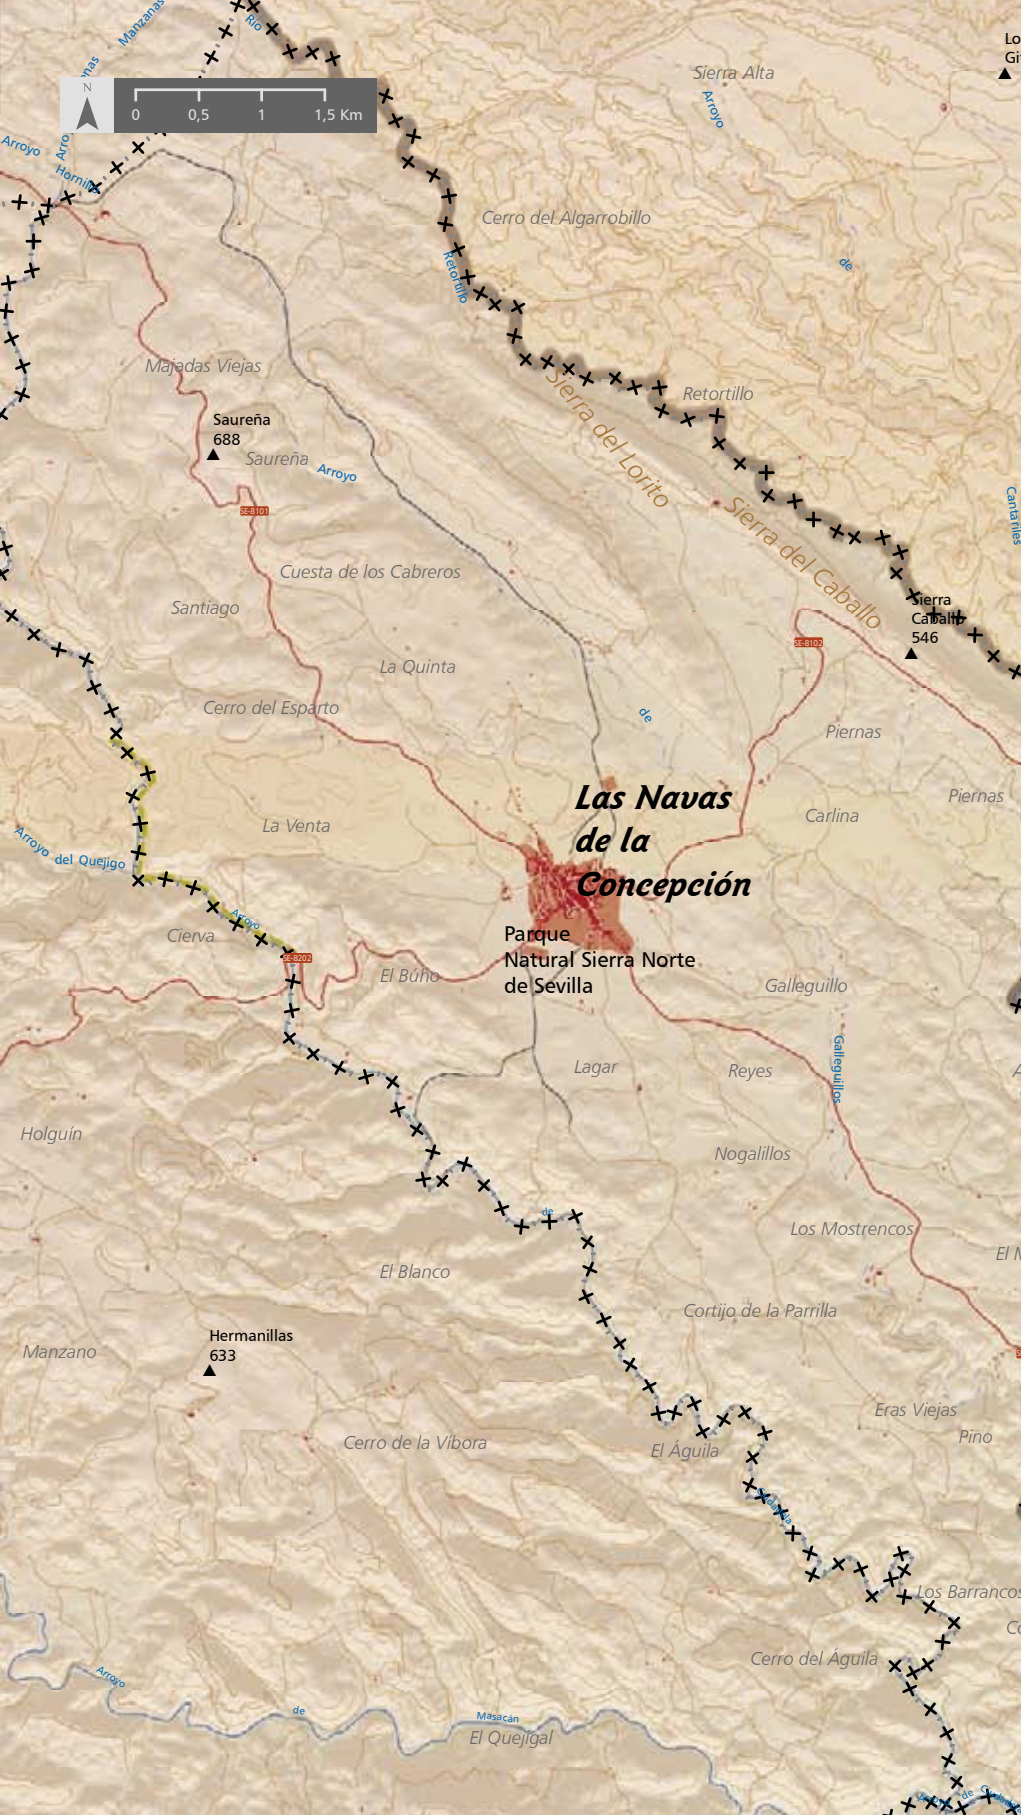 Manzanas
Río
Lo
Sierra Alta
N
0 0,5 1 1,5 Km
Arroyo
Arroyo
Hornillo
Cerro del Algarrobillo
Retortillo
de
Majadas Viejas
Retortillo
Saureña
688
Saureña
Arroyo
Sierra del Lorito
SE-8101
Cantariles
Sierra del Caballo
Cuesta de los Cabreros
Santiago
Sierra
Caballo
546
SE-8102
La Quinta
Cerro del Esparto
de
Piernas
Piernas
Las Navas
de la
Concepción
Carlina
La Venta
Arroyo del Quejigo
Arroyo
Cierva
Parque
Natural Sierra Norte
de Sevilla
SE-8202
El Búho
Galleguillo
Galleguillos
Lagar
Reyes
Holguín
Nogalillos
de
Los Mostrencos
El Blanco
Cortijo de la Parrilla
Hermanillas
633
Manzano
Eras Viejas
Pino
Cerro de la Víbora
El Águila
Los Barrancos
Cerro del Águila
Arroyo
de
Masacán
El Quejigal
de